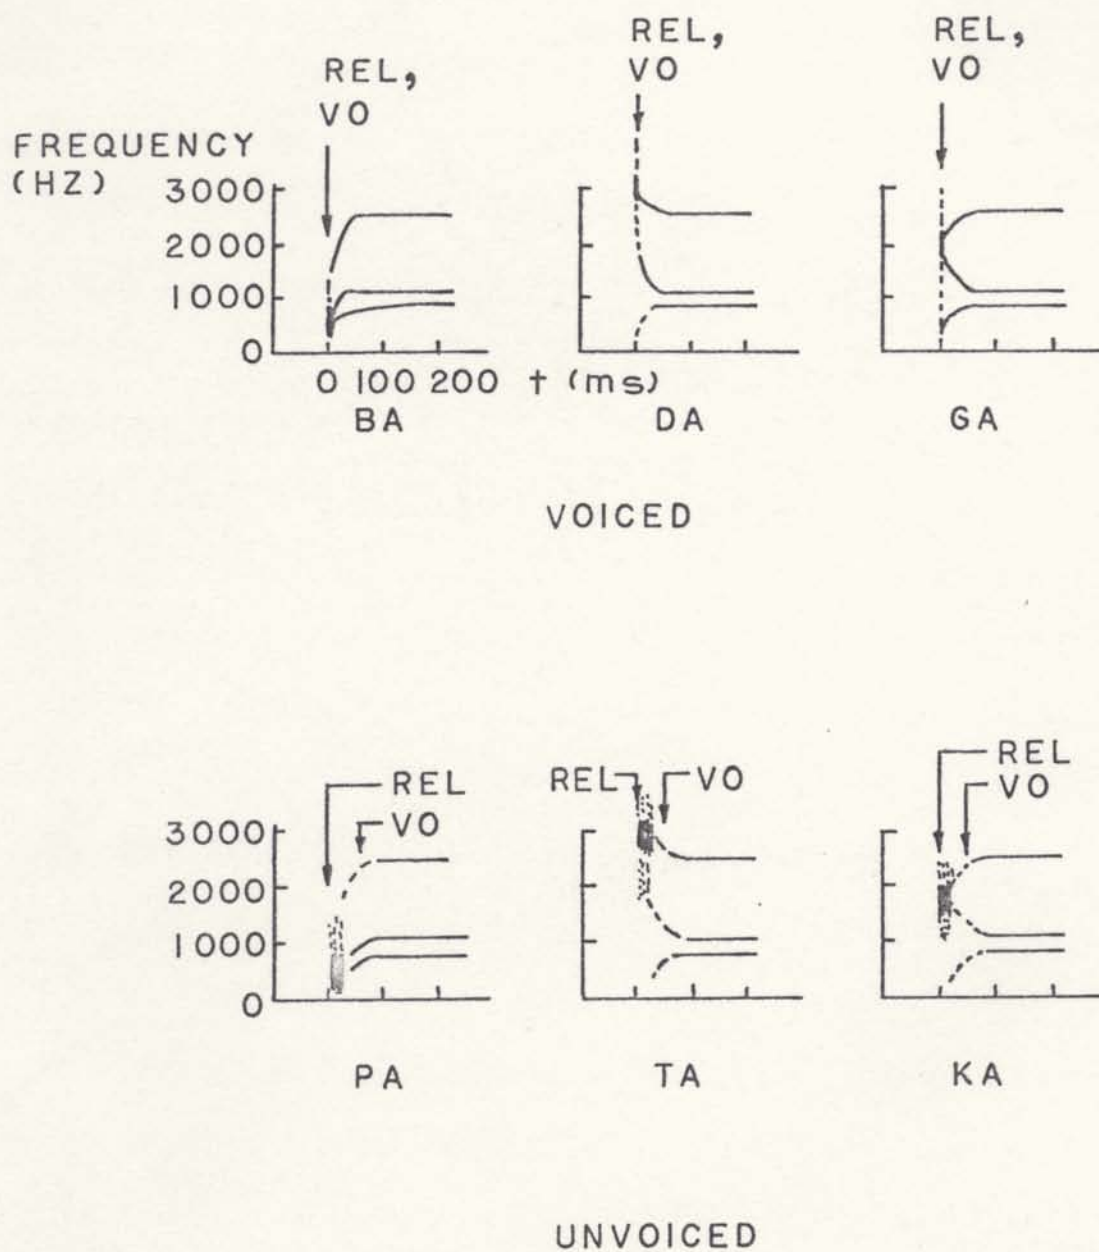 REL, VO
REL, VO
REL, VO
FREQUENCY
(HZ)
3000
2000
1000
0
0 100 200 t (ms)
BA
DA
GA
VOICED
REL
VO
REL
VO
REL
VO
3000
2000
1000
0
PA
TA
KA
UNVOICED